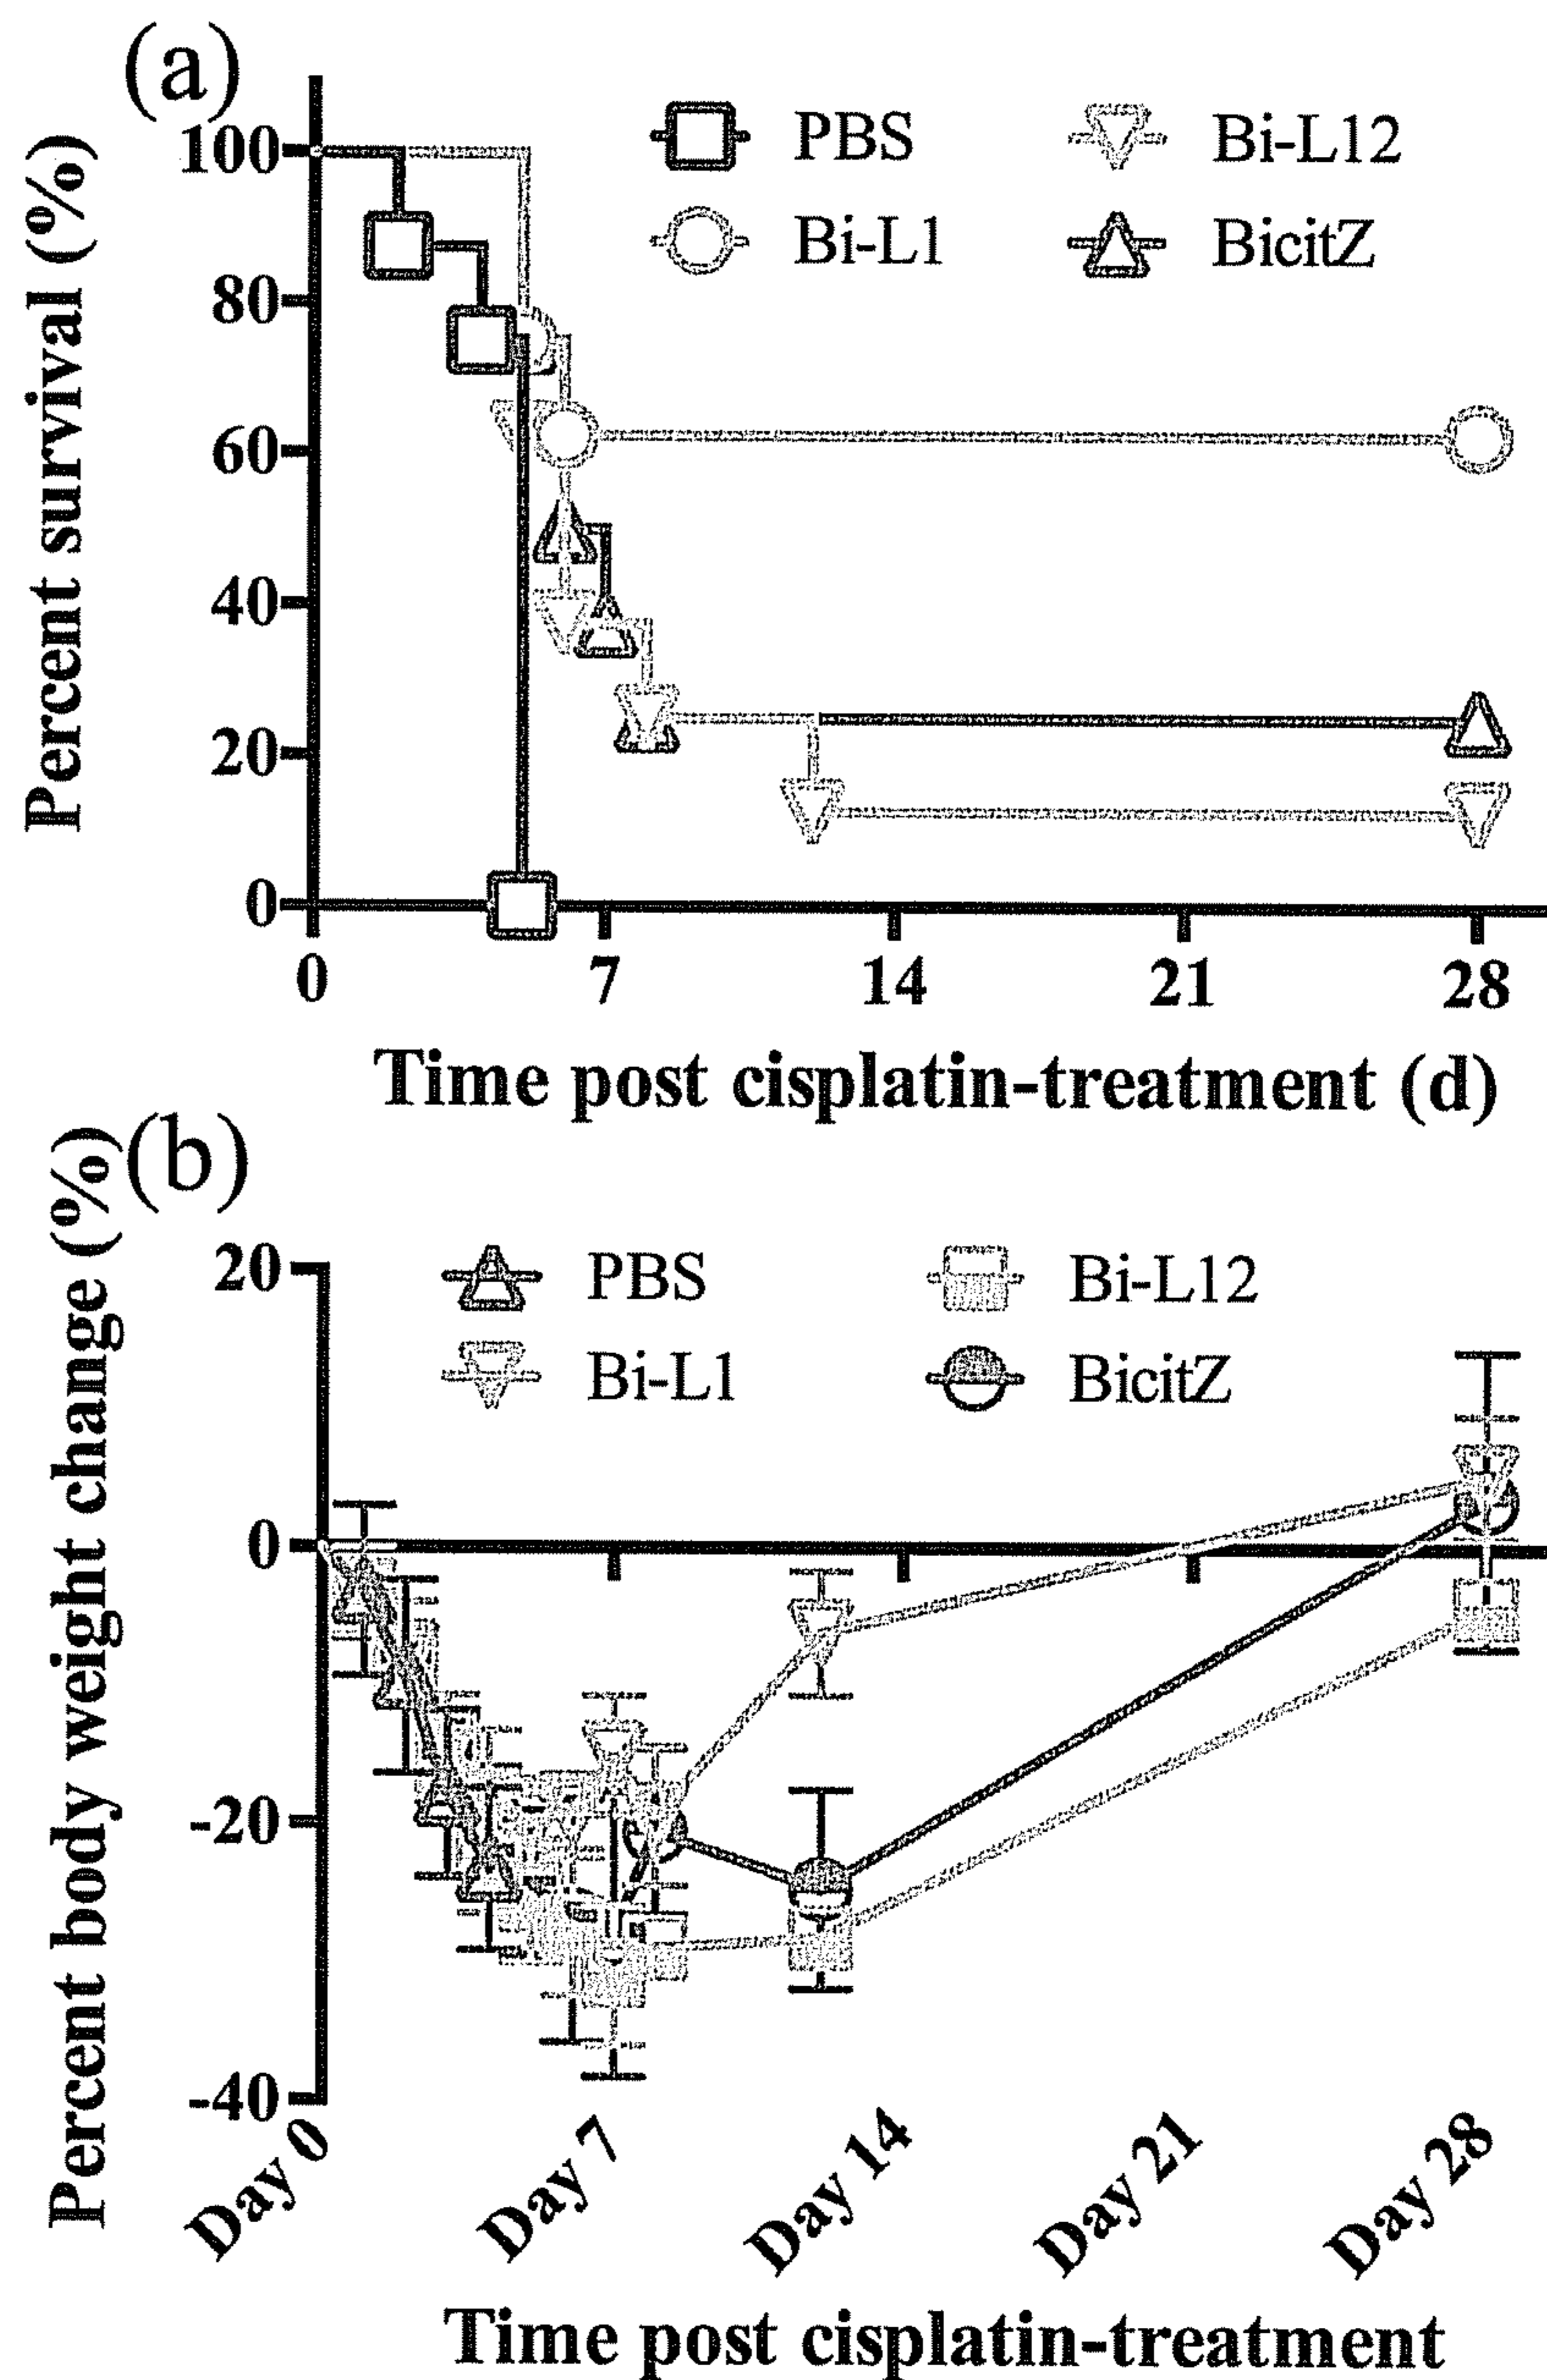 (a)
Percent survival (%)
100
80
60
40
20
0
PBS
Bi-L12
Bi-L1
BicitZ
0 7 14 21 28
Time post cisplatin-treatment (d)
(b)
Percent body weight change (%)
20
0
-20
-40
PBS
Bi-L12
Bi-L1
BicitZ
Day 0 Day 7 Day 14 Day 21 Day 28
Time post cisplatin-treatment